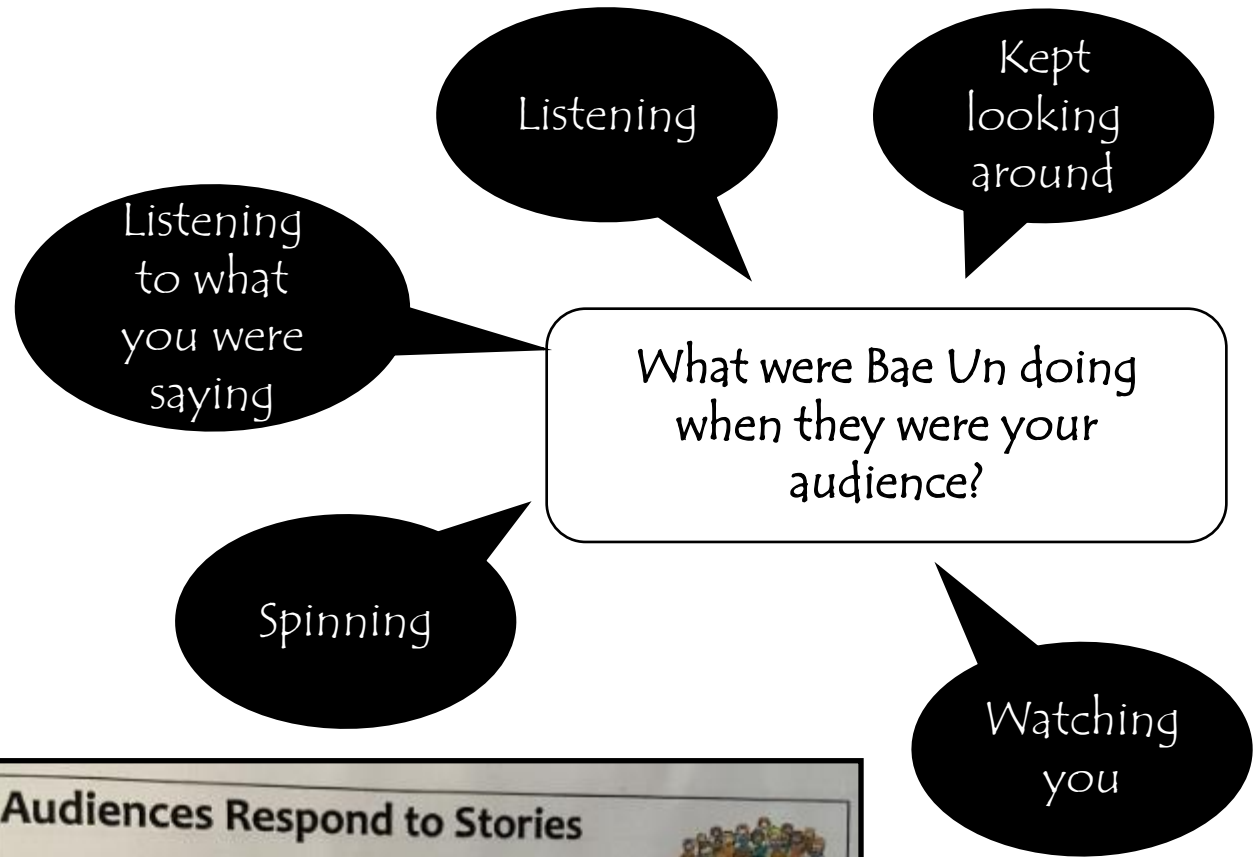 Listening
Kept
looking
around
Listening
to what
you were
saying
What were Bae Un doing
when they were your
audience?
Spinning
Watching
you
Audiences Respond to Stories